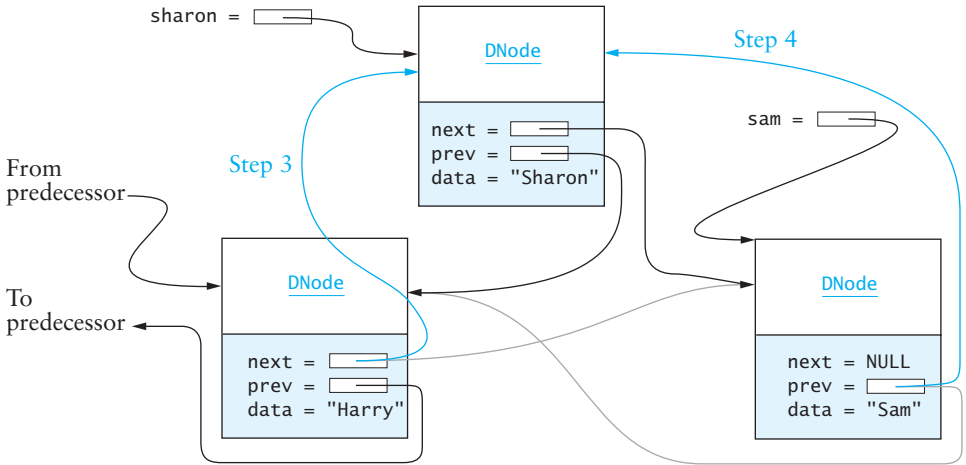 sharon =
DNode
Step 4
next =
prev =
data = "Sharon"
sam =
Step 3
From
predecessor
DNode
DNode
To
predecessor
next =
prev =
data = "Harry"
next = NULL
prev =
data = "Sam"